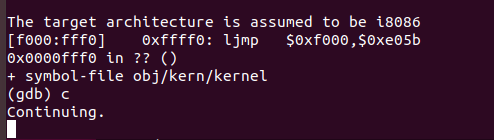 The target architecture is assumed to be i8086
[f000:fff0]    0xffff0: ljmp   $0xf000,$0xe05b
0x0000fff0 in ?? ()
+ symbol-file obj/kern/kernel
(gdb) c
Continuing.